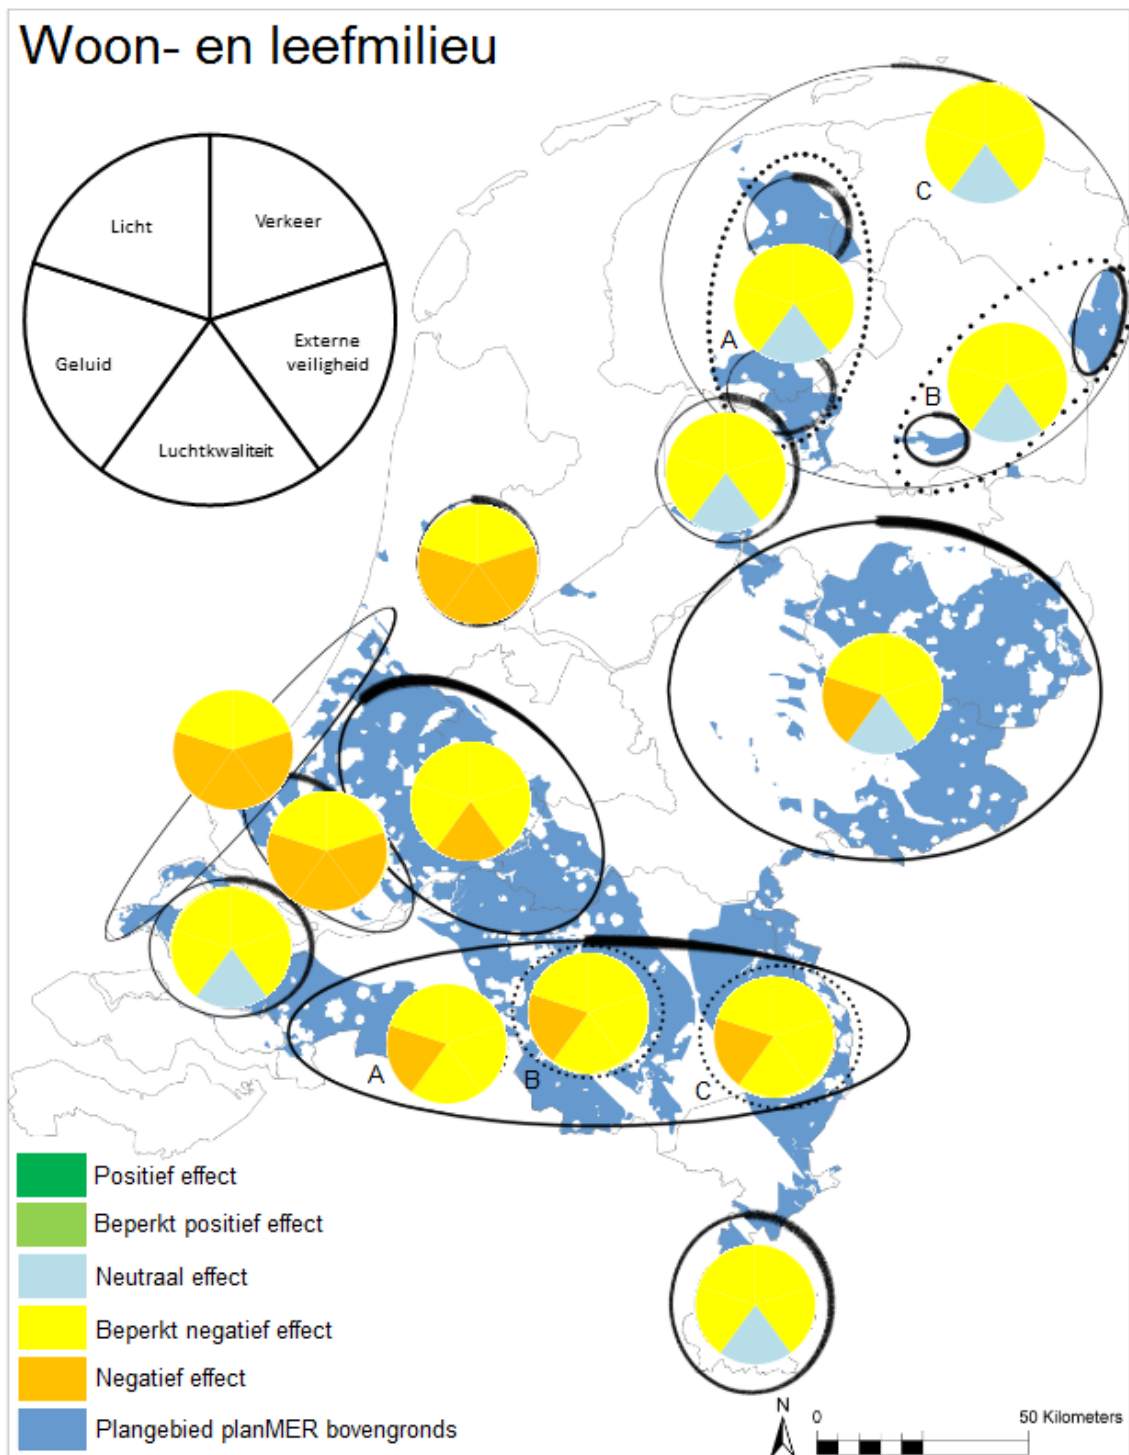 Woon- en leefmilieu
Licht
Verkeer
Externe
veiligheid
Geluid
Luchtkwaliteit
C
A
B
A
B
C
Positief effect
Beperkt positief effect
Neutraal effect
Beperkt negatief effect
Negatief effect
Plangebied planMER bovengronds
N
0
50 Kilometers